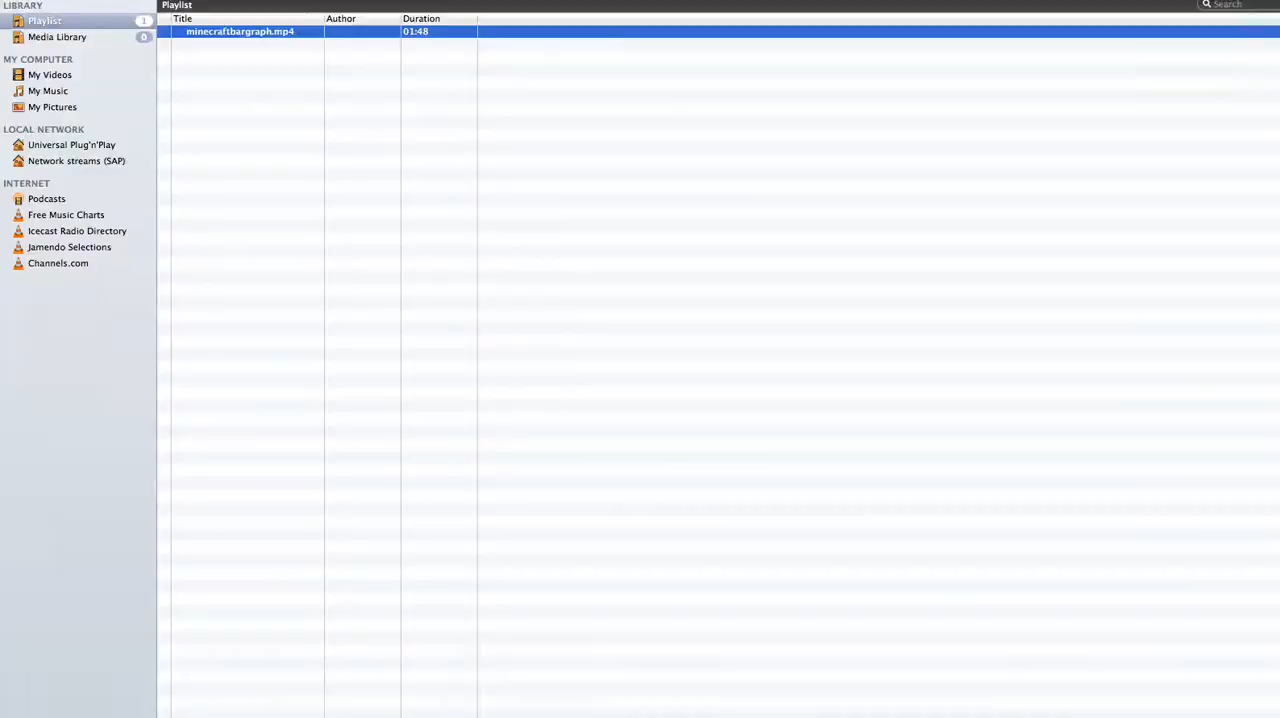 LIBRARY
Playlist 1
Media Library 0
MY COMPUTER
My Videos
My Music
My Pictures
LOCAL NETWORK
Universal Plug'n'Play
Network streams (SAP)
INTERNET
Podcasts
Free Music Charts
Icecast Radio Directory
Jamendo Selections
Channels.com
Playlist
Search
Title Author Duration
minecraftbargraph.mp4 01:48